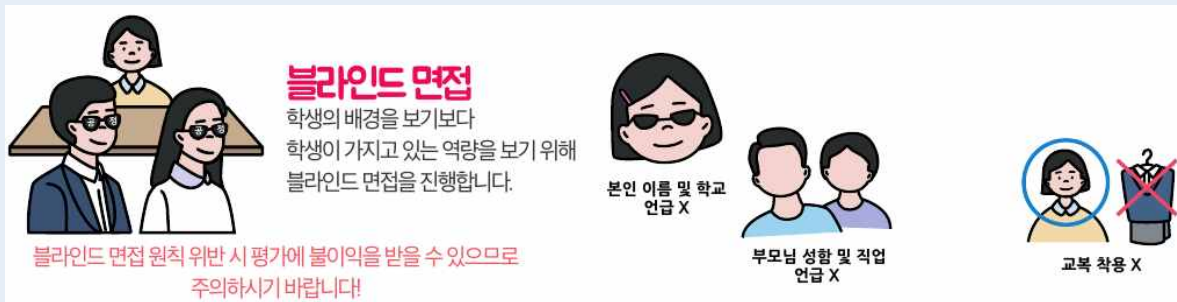 블라인드 면접
학생의 배경을 보기보다
학생이 가지고 있는 역량을 보기 위해
블라인드 면접을 진행합니다.
공 정
공 정
블라인드 면접 원칙 위반 시 평가에 불이익을 받을 수 있으므로
주의하시기 바랍니다!
본인 이름 및 학교
언급 X
부모님 성함 및 직업
언급 X
교복 착용 X